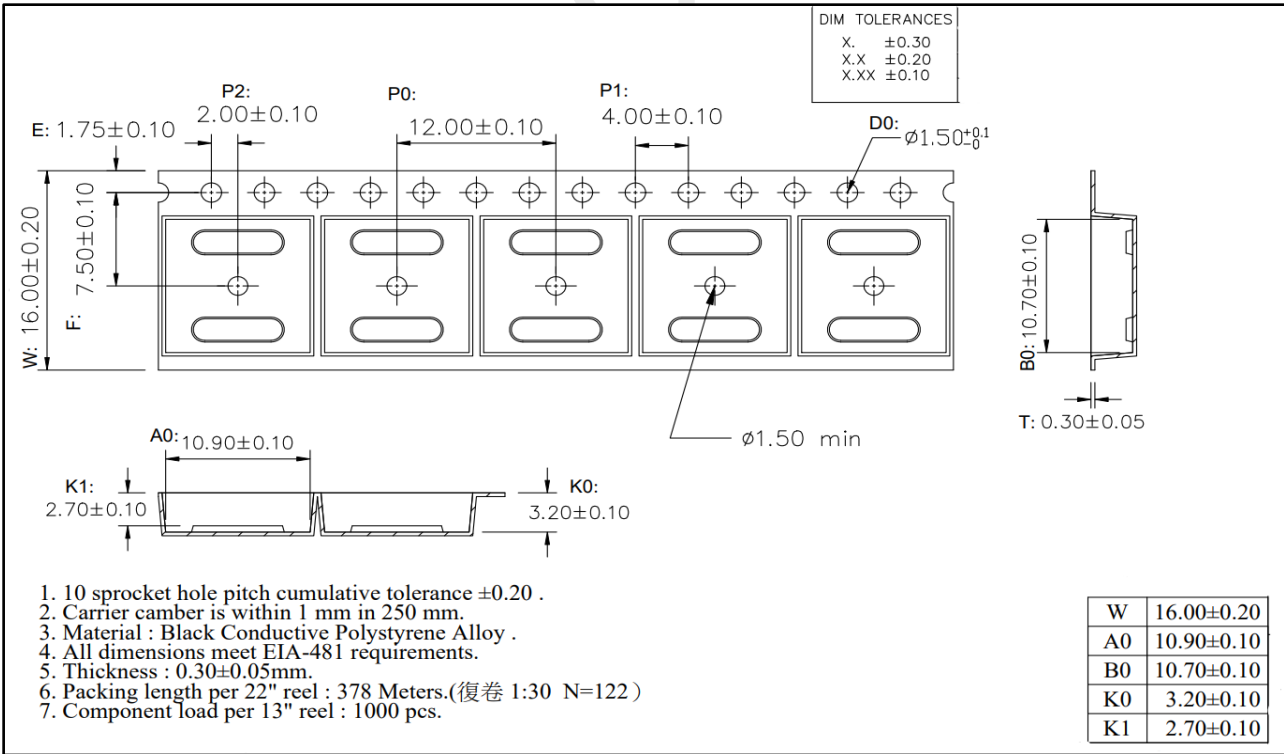 DIM TOLERANCES
X. ±0.30
X.X ±0.20
X.XX ±0.10
P2:
2.00±0.10
P0:
12.00±0.10
P1:
4.00±0.10
D0:
Ø1.50+0.1 -0
E: 1.75±0.10
W: 16.00±0.20
F: 7.50±0.10
B0: 10.70±0.10
T: 0.30±0.05
Ø1.50 min
A0: 10.90±0.10
K1:
2.70±0.10
K0:
3.20±0.10
1. 10 sprocket hole pitch cumulative tolerance ±0.20 .
2. Carrier camber is within 1 mm in 250 mm.
3. Material : Black Conductive Polystyrene Alloy .
4. All dimensions meet EIA-481 requirements.
5. Thickness : 0.30±0.05mm.
6. Packing length per 22" reel : 378 Meters.(復卷 1:30 N=122）
7. Component load per 13" reel : 1000 pcs.
W 16.00±0.20
A0 10.90±0.10
B0 10.70±0.10
K0 3.20±0.10
K1 2.70±0.10